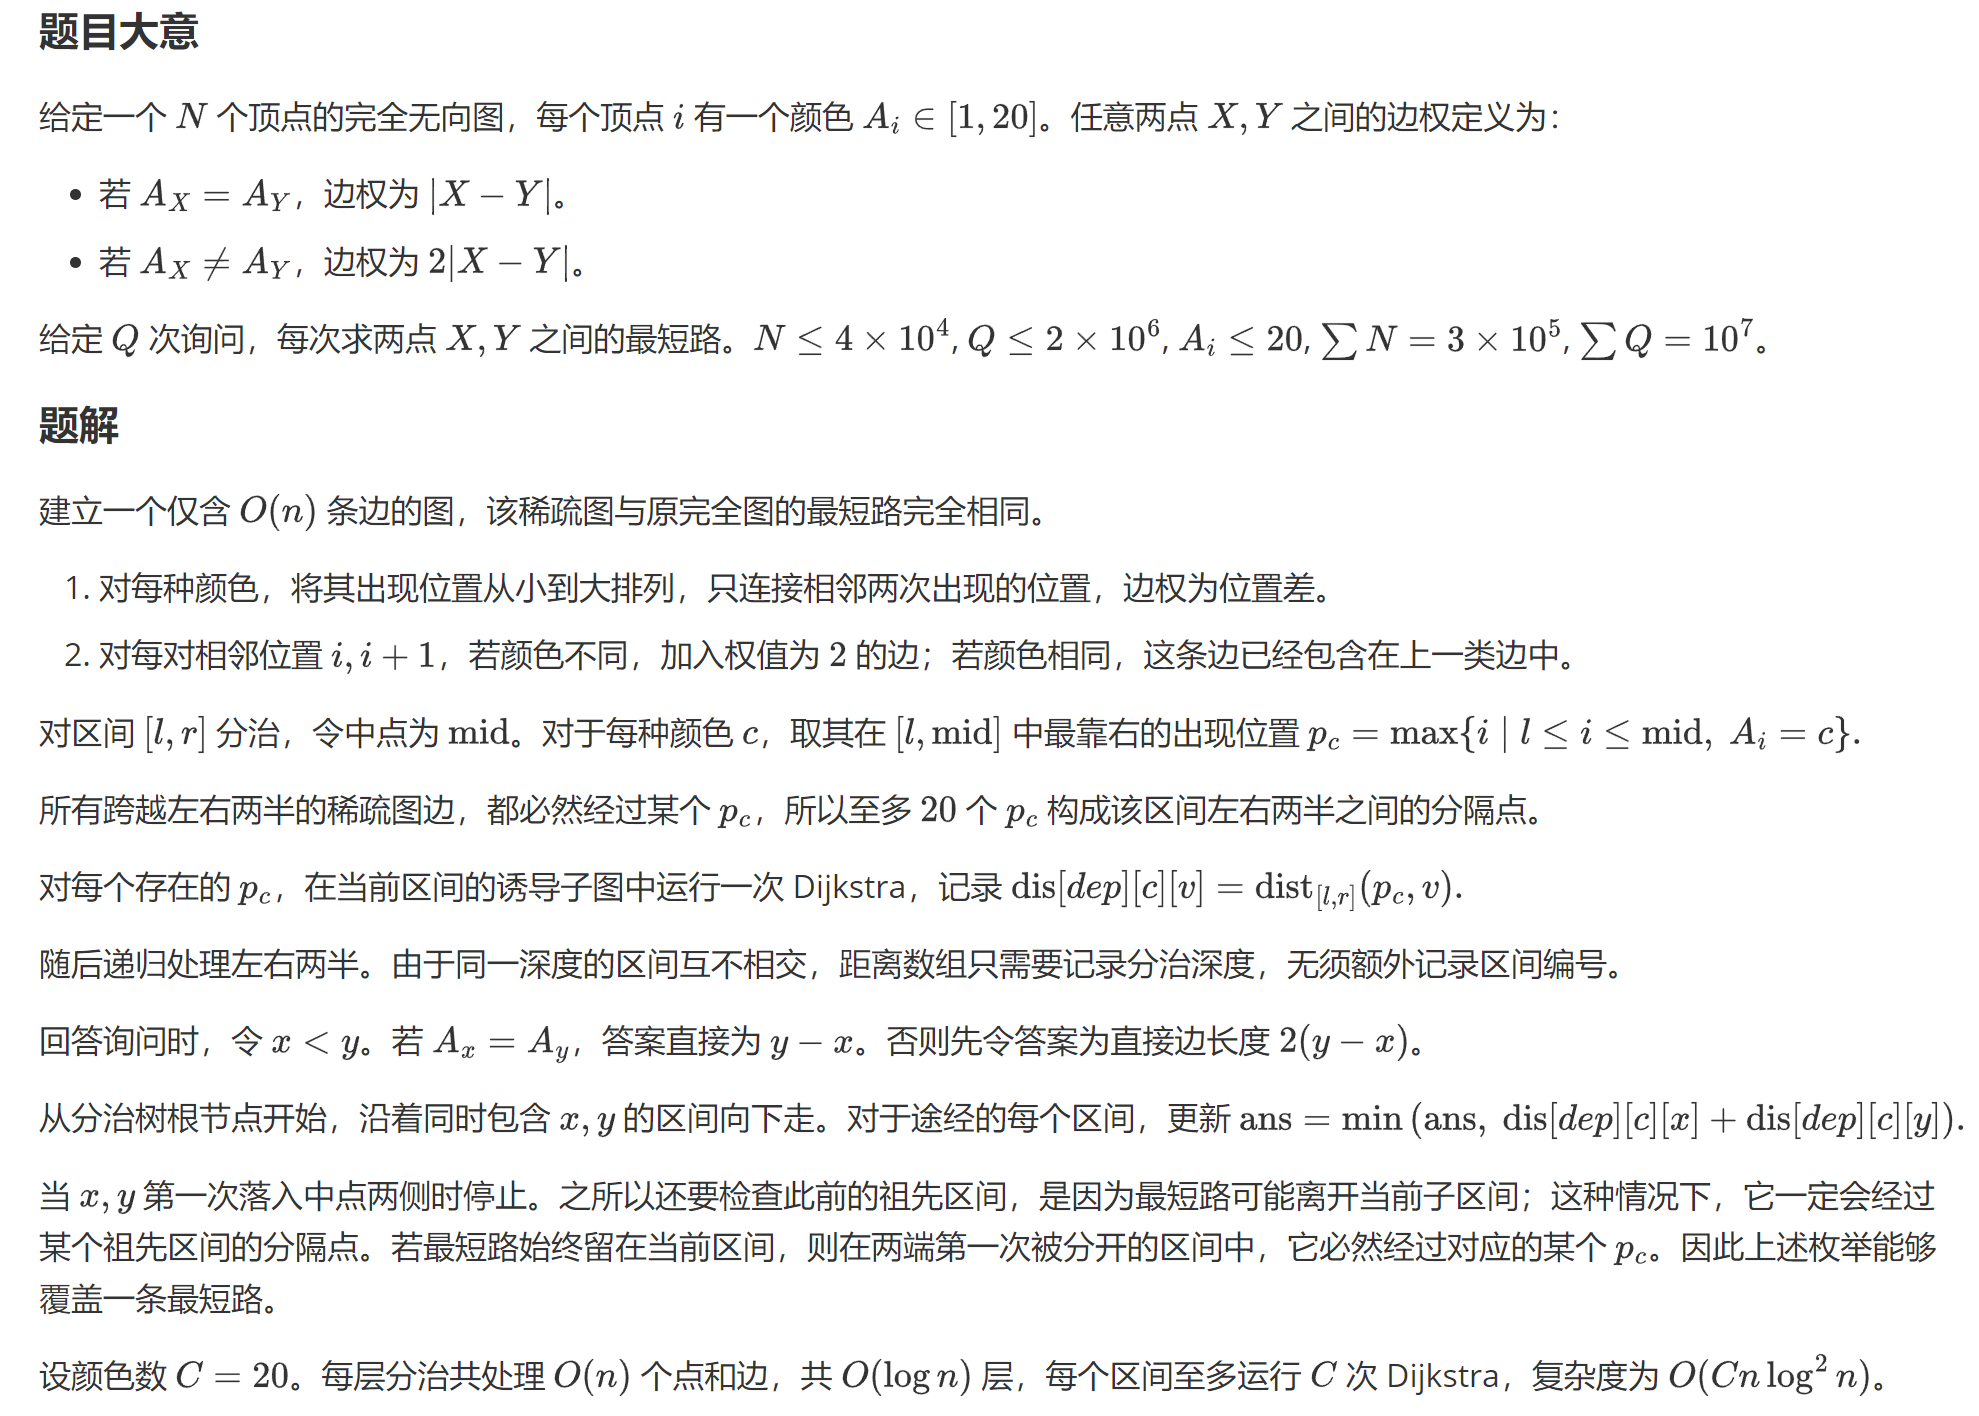 题目大意
给定一个 $N$ 个顶点的完全无向图，每个顶点 $i$ 有一个颜色 $A_i \in [1, 20]$。任意两点 $X, Y$ 之间的边权定义为：
• 若 $A_X = A_Y$，边权为 $|X - Y|$。
• 若 $A_X \neq A_Y$，边权为 $2|X - Y|$。
给定 $Q$ 次询问，每次求两点 $X, Y$ 之间的最短路。$N \leq 4 \times 10^4, Q \leq 2 \times 10^6, A_i \leq 20, \sum N = 3 \times 10^5, \sum Q = 10^7$。
题解
建立一个仅含 $O(n)$ 条边的图，该稀疏图与原完全图的最短路完全相同。
1. 对每种颜色，将其出现位置从小到大排列，只连接相邻两次出现的位置，边权为位置差。
2. 对每对相邻位置 $i, i + 1$，若颜色不同，加入权值为 $2$ 的边；若颜色相同，这条边已经包含在上一类边中。
对区间 $[l, r]$ 分治，令中点为 $\mathrm{mid}$。对于每种颜色 $c$，取其在 $[l, \mathrm{mid}]$ 中最靠右的出现位置 $p_c = \max\{i \mid l \leq i \leq \mathrm{mid}, A_i = c\}.$
所有跨越左右两半的稀疏图边，都必然经过某个 $p_c$，所以至多 $20$ 个 $p_c$ 构成该区间左右两半之间的分隔点。
对每个存在的 $p_c$，在当前区间的诱导子图中运行一次 Dijkstra，记录 $\mathrm{dis}[dep][c][v] = \mathrm{dist}_{[l,r]}(p_c, v).$
随后递归处理左右两半。由于同一深度的区间互不相交，距离数组只需要记录分治深度，无须额外记录区间编号。
回答询问时，令 $x < y$。若 $A_x = A_y$，答案直接为 $y - x$。否则先令答案为直接边长度 $2(y - x)$。
从分治树根节点开始，沿着同时包含 $x, y$ 的区间向下走。对于途经的每个区间，更新 $\mathrm{ans} = \min(\mathrm{ans}, \mathrm{dis}[dep][c][x] + \mathrm{dis}[dep][c][y]).$
当 $x, y$ 第一次落入中点两侧时停止。之所以还要检查此前的祖先区间，是因为最短路可能离开当前子区间；这种情况下，它一定会经过
某个祖先区间的分隔点。若最短路始终留在当前区间，则在两端第一次被分开的区间中，它必然经过对应的某个 $p_c$。因此上述枚举能够
覆盖一条最短路。
设颜色数 $C = 20$。每层分治共处理 $O(n)$ 个点和边，共 $O(\log n)$ 层，每个区间至多运行 $C$ 次 Dijkstra，复杂度为 $O(Cn \log^2 n)$。